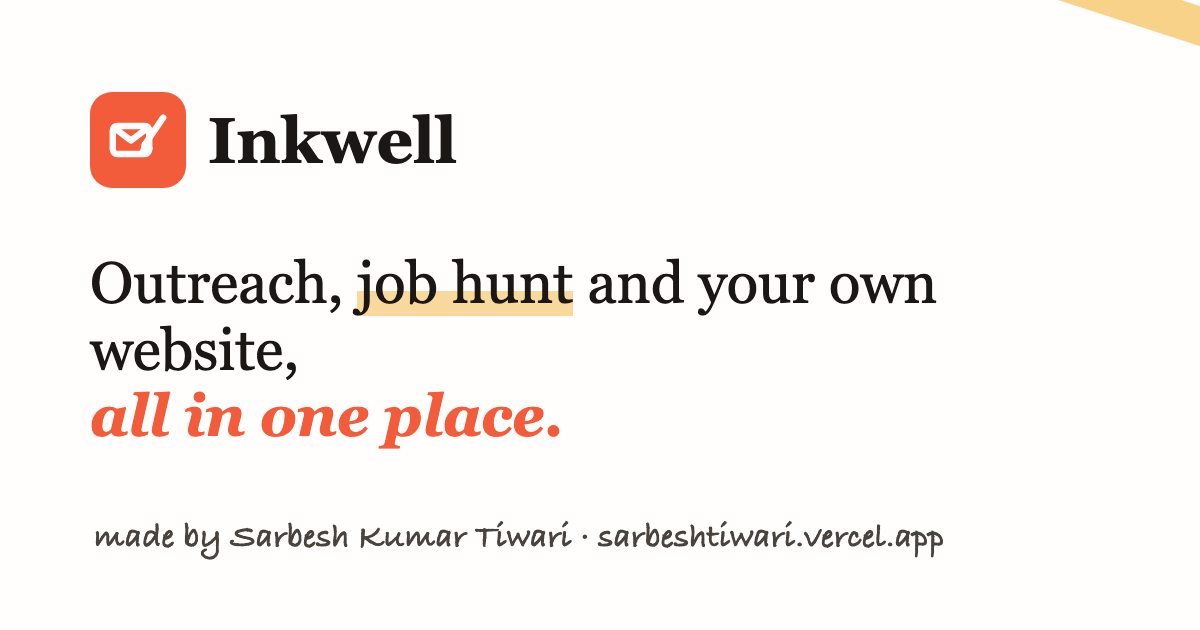 Inkwell
Outreach, job hunt and your own
website,
all in one place.
made by Sarbesh Kumar Tiwari · sarbeshtiwari.vercel.app